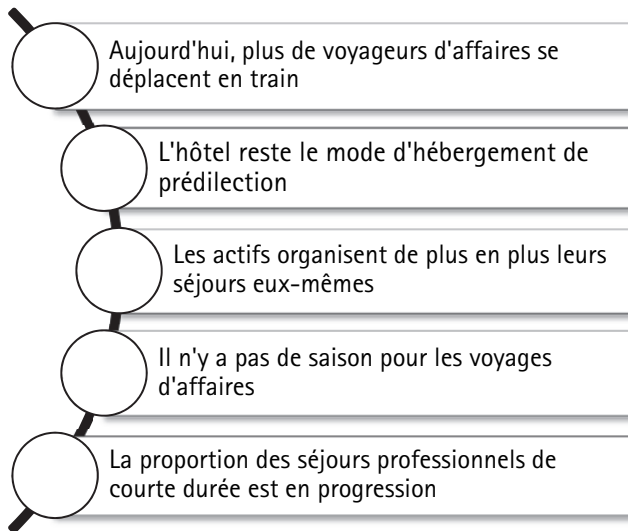 Aujourd'hui, plus de voyageurs d'affaires se
déplacent en train
L'hôtel reste le mode d'hébergement de
prédilection
Les actifs organisent de plus en plus leurs
séjours eux-mêmes
Il n'y a pas de saison pour les voyages
d'affaires
La proportion des séjours professionnels de
courte durée est en progression